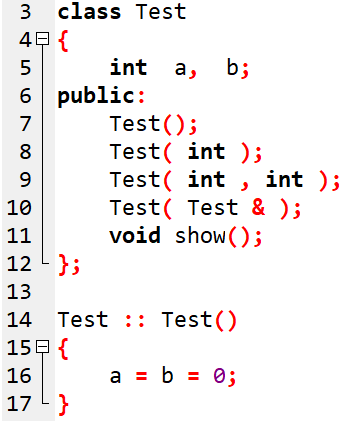 3 class Test
4 {
5 int a, b;
6 public:
7 Test();
8 Test( int );
9 Test( int , int );
10 Test( Test & );
11 void show();
12 };
13
14 Test :: Test()
15 {
16 a = b = 0;
17 }